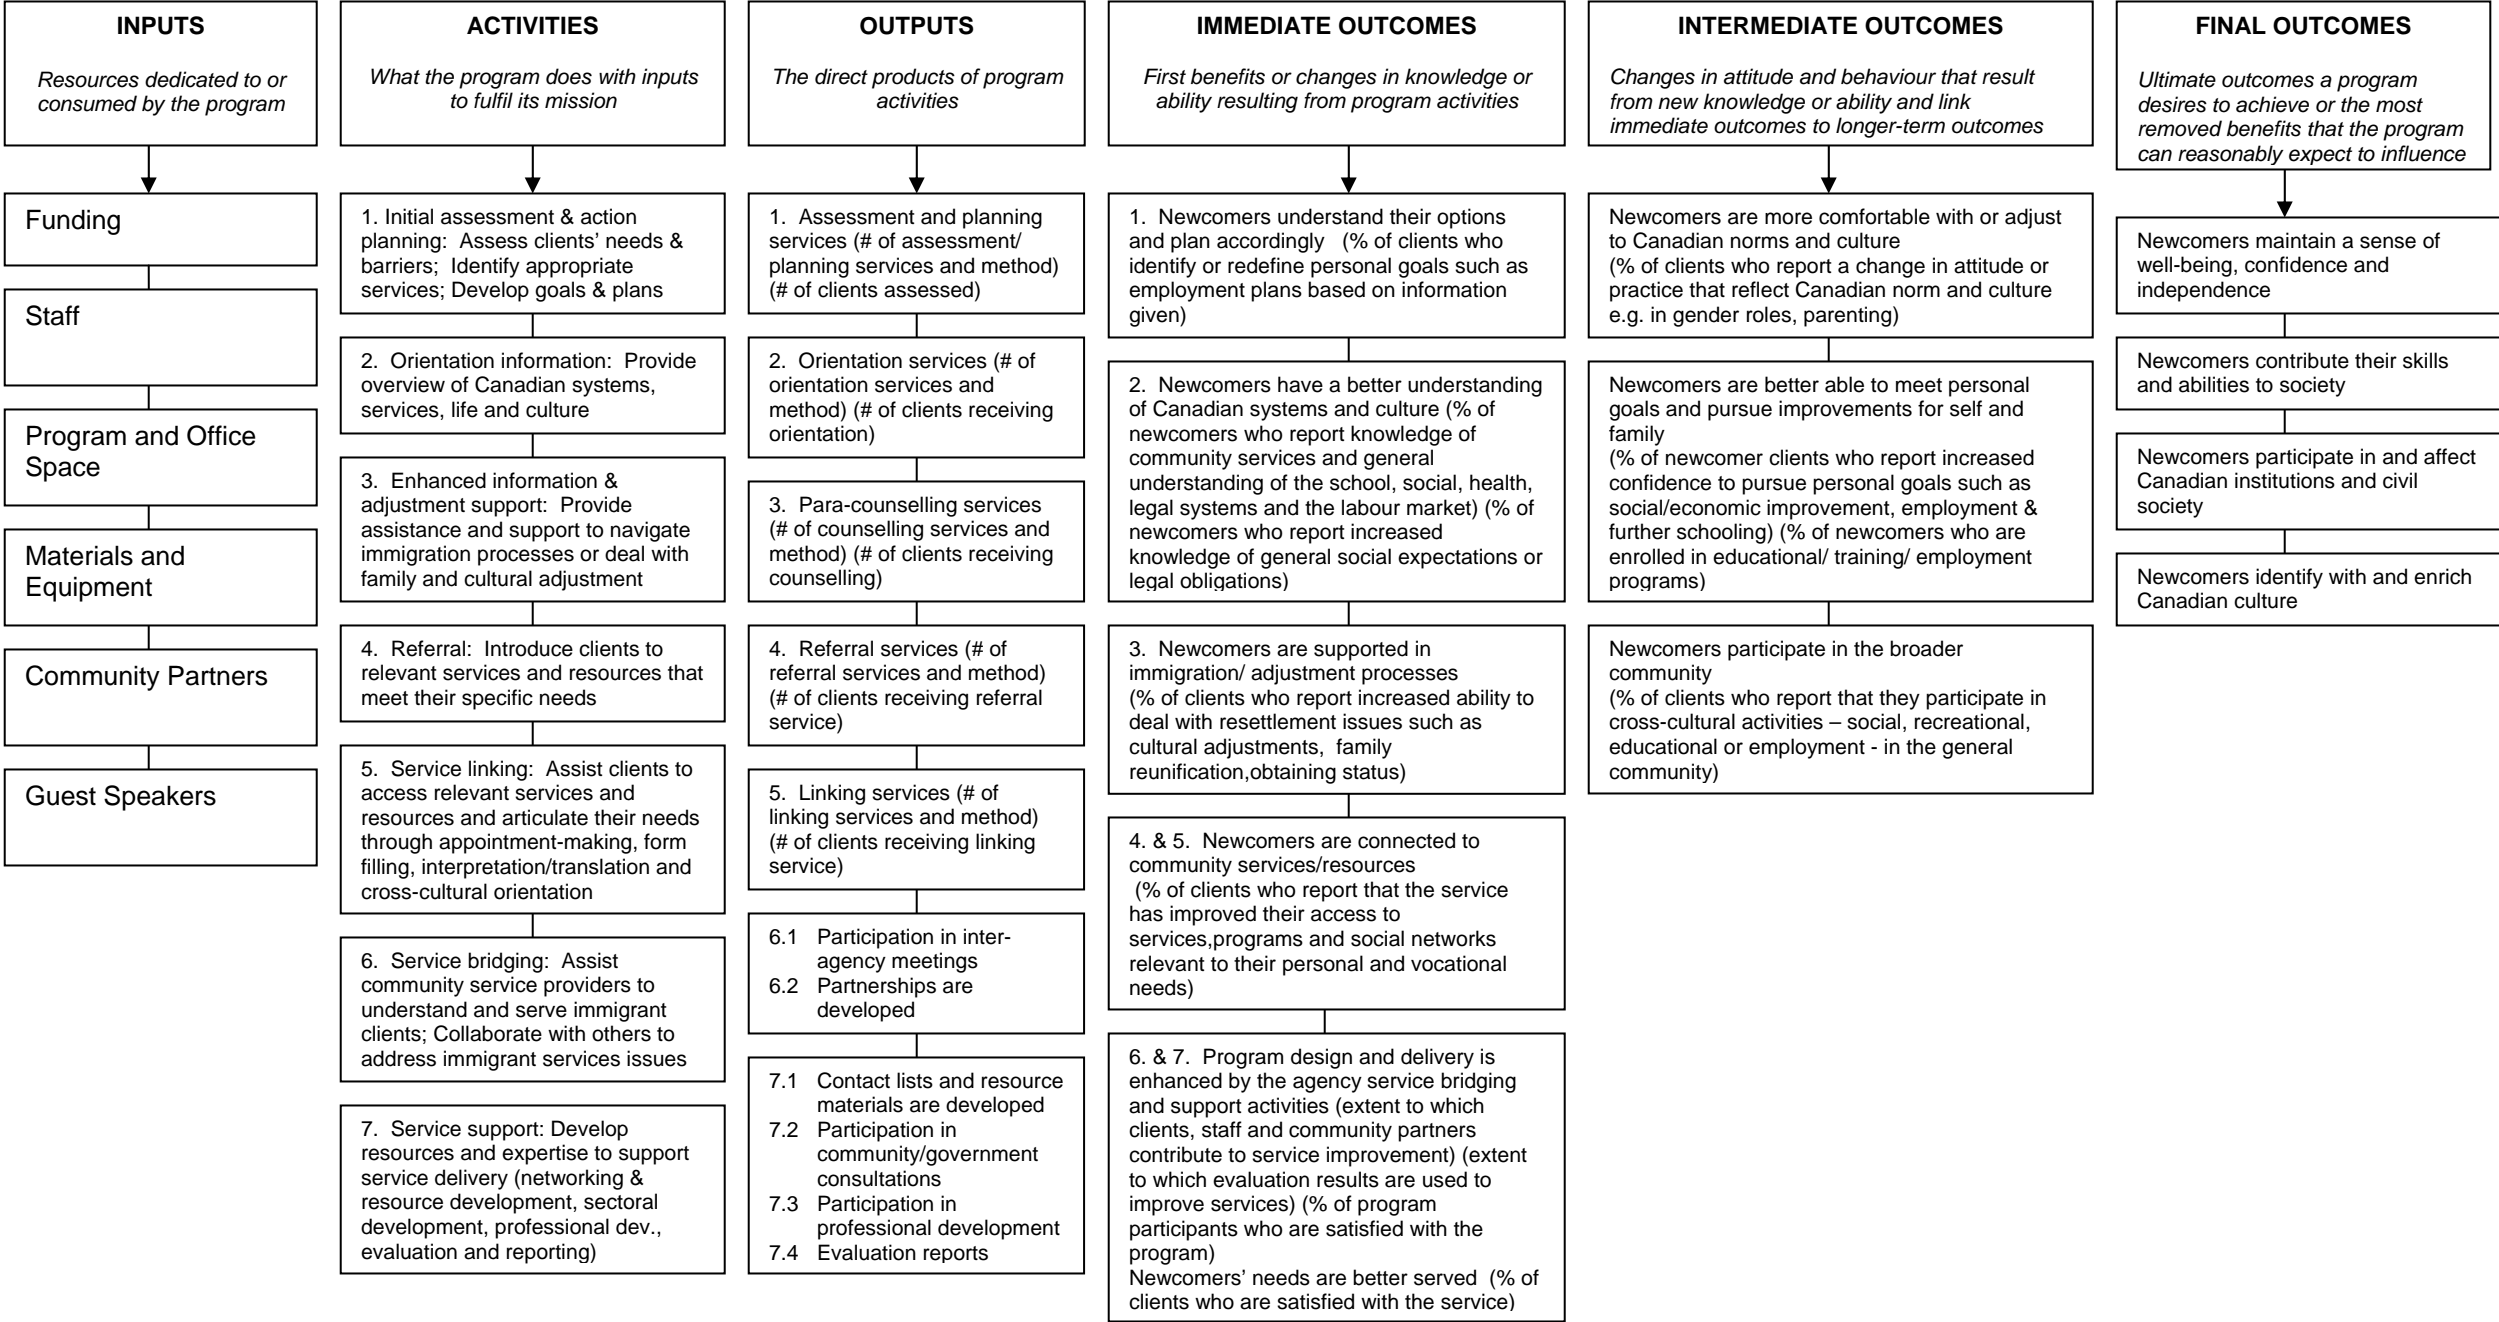 INPUTS
Resources dedicated to or
consumed by the program
Funding
Staff
Program and Office
Space
Materials and
Equipment
Community Partners
Guest Speakers
ACTIVITIES
What the program does with inputs
to fulfil its mission
1. Initial assessment & action
planning: Assess clients’ needs &
barriers; Identify appropriate
services; Develop goals & plans
2. Orientation information: Provide
overview of Canadian systems,
services, life and culture
3. Enhanced information &
adjustment support: Provide
assistance and support to navigate
immigration processes or deal with
family and cultural adjustment
4. Referral: Introduce clients to
relevant services and resources that
meet their specific needs
5. Service linking: Assist clients to
access relevant services and
resources and articulate their needs
through appointment-making, form
filling, interpretation/translation and
cross-cultural orientation
6. Service bridging: Assist
community service providers to
understand and serve immigrant
clients; Collaborate with others to
address immigrant services issues
7. Service support: Develop
resources and expertise to support
service delivery (networking &
resource development, sectoral
development, professional dev.,
evaluation and reporting)
OUTPUTS
The direct products of program
activities
1. Assessment and planning
services (# of assessment/
planning services and method)
(# of clients assessed)
2. Orientation services (# of
orientation services and
method) (# of clients receiving
orientation)
3. Para-counselling services
(# of counselling services and
method) (# of clients receiving
counselling)
4. Referral services (# of
referral services and method)
(# of clients receiving referral
service)
5. Linking services (# of
linking services and method)
(# of clients receiving linking
service)
6.1 Participation in inter-
agency meetings
6.2 Partnerships are
developed
7.1 Contact lists and resource
materials are developed
7.2 Participation in
community/government
consultations
7.3 Participation in
professional development
7.4 Evaluation reports
IMMEDIATE OUTCOMES
First benefits or changes in knowledge or
ability resulting from program activities
1. Newcomers understand their options
and plan accordingly (% of clients who
identify or redefine personal goals such as
employment plans based on information
given)
2. Newcomers have a better understanding
of Canadian systems and culture (% of
newcomers who report knowledge of
community services and general
understanding of the school, social, health,
legal systems and the labour market) (% of
newcomers who report increased
knowledge of general social expectations or
legal obligations)
3. Newcomers are supported in
immigration/ adjustment processes
(% of clients who report increased ability to
deal with resettlement issues such as
cultural adjustments, family
reunification,obtaining status)
4. & 5. Newcomers are connected to
community services/resources
(% of clients who report that the service
has improved their access to
services,programs and social networks
relevant to their personal and vocational
needs)
6. & 7. Program design and delivery is
enhanced by the agency service bridging
and support activities (extent to which
clients, staff and community partners
contribute to service improvement) (extent
to which evaluation results are used to
improve services) (% of program
participants who are satisfied with the
program)
Newcomers’ needs are better served (% of
clients who are satisfied with the service)
INTERMEDIATE OUTCOMES
Changes in attitude and behaviour that result
from new knowledge or ability and link
immediate outcomes to longer-term outcomes
Newcomers are more comfortable with or adjust
to Canadian norms and culture
(% of clients who report a change in attitude or
practice that reflect Canadian norm and culture
e.g. in gender roles, parenting)
Newcomers are better able to meet personal
goals and pursue improvements for self and
family
(% of newcomer clients who report increased
confidence to pursue personal goals such as
social/economic improvement, employment &
further schooling) (% of newcomers who are
enrolled in educational/ training/ employment
programs)
Newcomers participate in the broader
community
(% of clients who report that they participate in
cross-cultural activities – social, recreational,
educational or employment - in the general
community)
FINAL OUTCOMES
Ultimate outcomes a program
desires to achieve or the most
removed benefits that the program
can reasonably expect to influence
Newcomers maintain a sense of
well-being, confidence and
independence
Newcomers contribute their skills
and abilities to society
Newcomers participate in and affect
Canadian institutions and civil
society
Newcomers identify with and enrich
Canadian culture